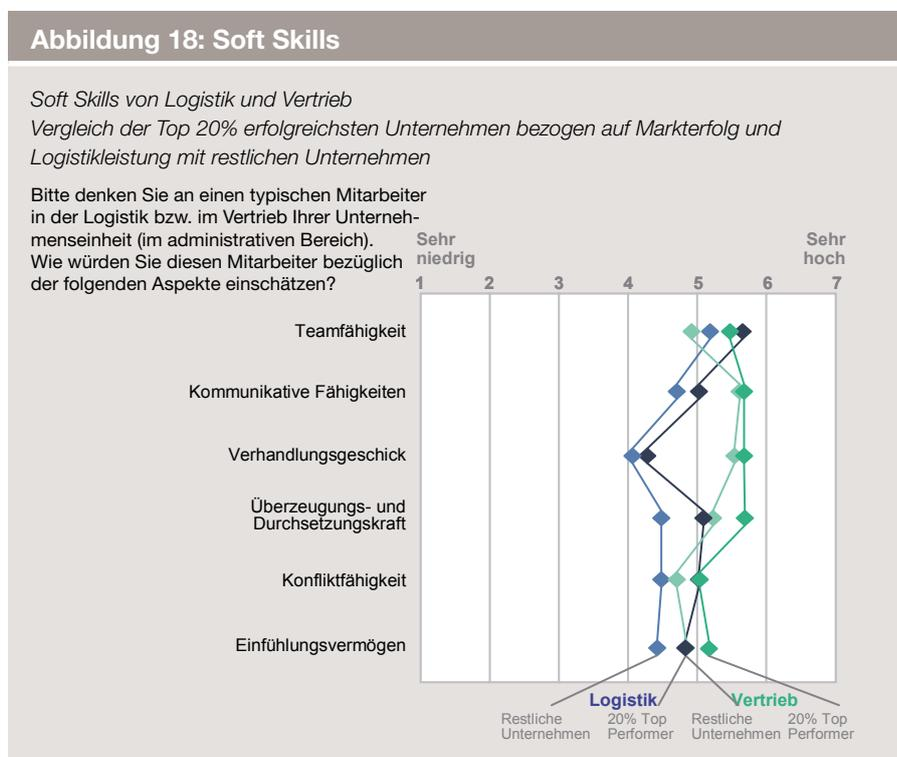 Abbildung 18: Soft Skills
Soft Skills von Logistik und Vertrieb
Vergleich der Top 20% erfolgreichsten Unternehmen bezogen auf Markterfolg und
Logistikleistung mit restlichen Unternehmen
Bitte denken Sie an einen typischen Mitarbeiter
in der Logistik bzw. im Vertrieb Ihrer Unterneh-
menseinheit (im administrativen Bereich).
Wie würden Sie diesen Mitarbeiter bezüglich
der folgenden Aspekte einschätzen?
Sehr
niedrig
Sehr
hoch
1 2 3 4 5 6 7
Teamfähigkeit
Kommunikative Fähigkeiten
Verhandlungsgeschick
Überzeugungs- und
Durchsetzungskraft
Konfliktfähigkeit
Einfühlungsvermögen
Logistik
Restliche
Unternehmen
20% Top
Performer
Vertrieb
Restliche
Unternehmen
20% Top
Performer